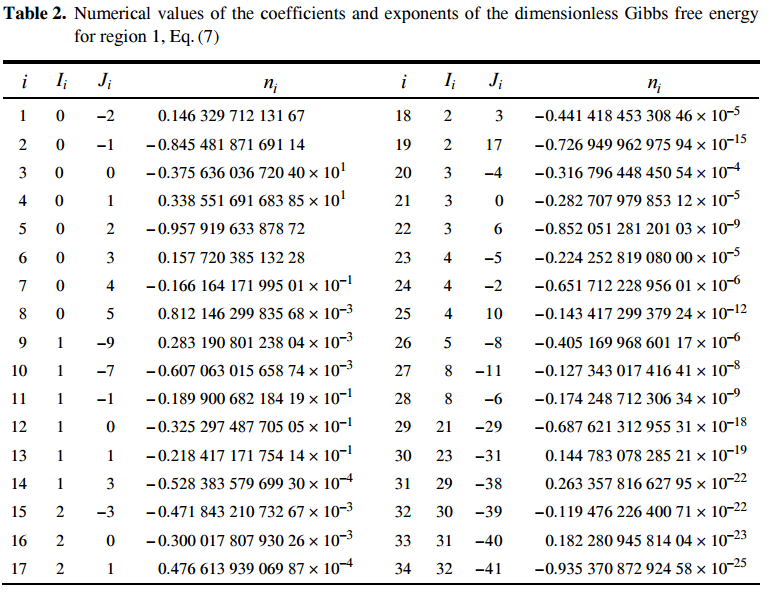 Table 2. Numerical values of the coefficients and exponents of the dimensionless Gibbs free energy
for region 1, Eq. (7)
i Ii Ji ni i Ii Ji ni
1 0 −2 0.146 329 712 131 67 18 2 3 −0.441 418 453 308 46 × 10⁻⁵
2 0 −1 −0.845 481 871 691 14 19 2 17 −0.726 949 962 975 94 × 10⁻¹⁵
3 0 0 −0.375 636 036 720 40 × 10¹ 20 3 −4 −0.316 796 448 450 54 × 10⁻⁴
4 0 1 0.338 551 691 683 85 × 10¹ 21 3 0 −0.282 707 979 853 12 × 10⁻⁵
5 0 2 −0.957 919 633 878 72 22 3 6 −0.852 051 281 201 03 × 10⁻⁹
6 0 3 0.157 720 385 132 28 23 4 −5 −0.224 252 819 080 00 × 10⁻⁵
7 0 4 −0.166 164 171 995 01 × 10⁻¹ 24 4 −2 −0.651 712 228 956 01 × 10⁻⁶
8 0 5 0.812 146 299 835 68 × 10⁻³ 25 4 10 −0.143 417 299 379 24 × 10⁻¹²
9 1 −9 0.283 190 801 238 04 × 10⁻³ 26 5 −8 −0.405 169 968 601 17 × 10⁻⁶
10 1 −7 −0.607 063 015 658 74 × 10⁻³ 27 8 −11 −0.127 343 017 416 41 × 10⁻⁸
11 1 −1 −0.189 900 682 184 19 × 10⁻¹ 28 8 −6 −0.174 248 712 306 34 × 10⁻⁹
12 1 0 −0.325 297 487 705 05 × 10⁻¹ 29 21 −29 −0.687 621 312 955 31 × 10⁻¹⁸
13 1 1 −0.218 417 171 754 14 × 10⁻¹ 30 23 −31 0.144 783 078 285 21 × 10⁻¹⁹
14 1 3 −0.528 383 579 699 30 × 10⁻⁴ 31 29 −38 0.263 357 816 627 95 × 10⁻²²
15 2 −3 −0.471 843 210 732 67 × 10⁻³ 32 30 −39 −0.119 476 226 400 71 × 10⁻²²
16 2 0 −0.300 017 807 930 26 × 10⁻³ 33 31 −40 0.182 280 945 814 04 × 10⁻²³
17 2 1 0.476 613 939 069 87 × 10⁻⁴ 34 32 −41 −0.935 370 872 924 58 × 10⁻²⁵